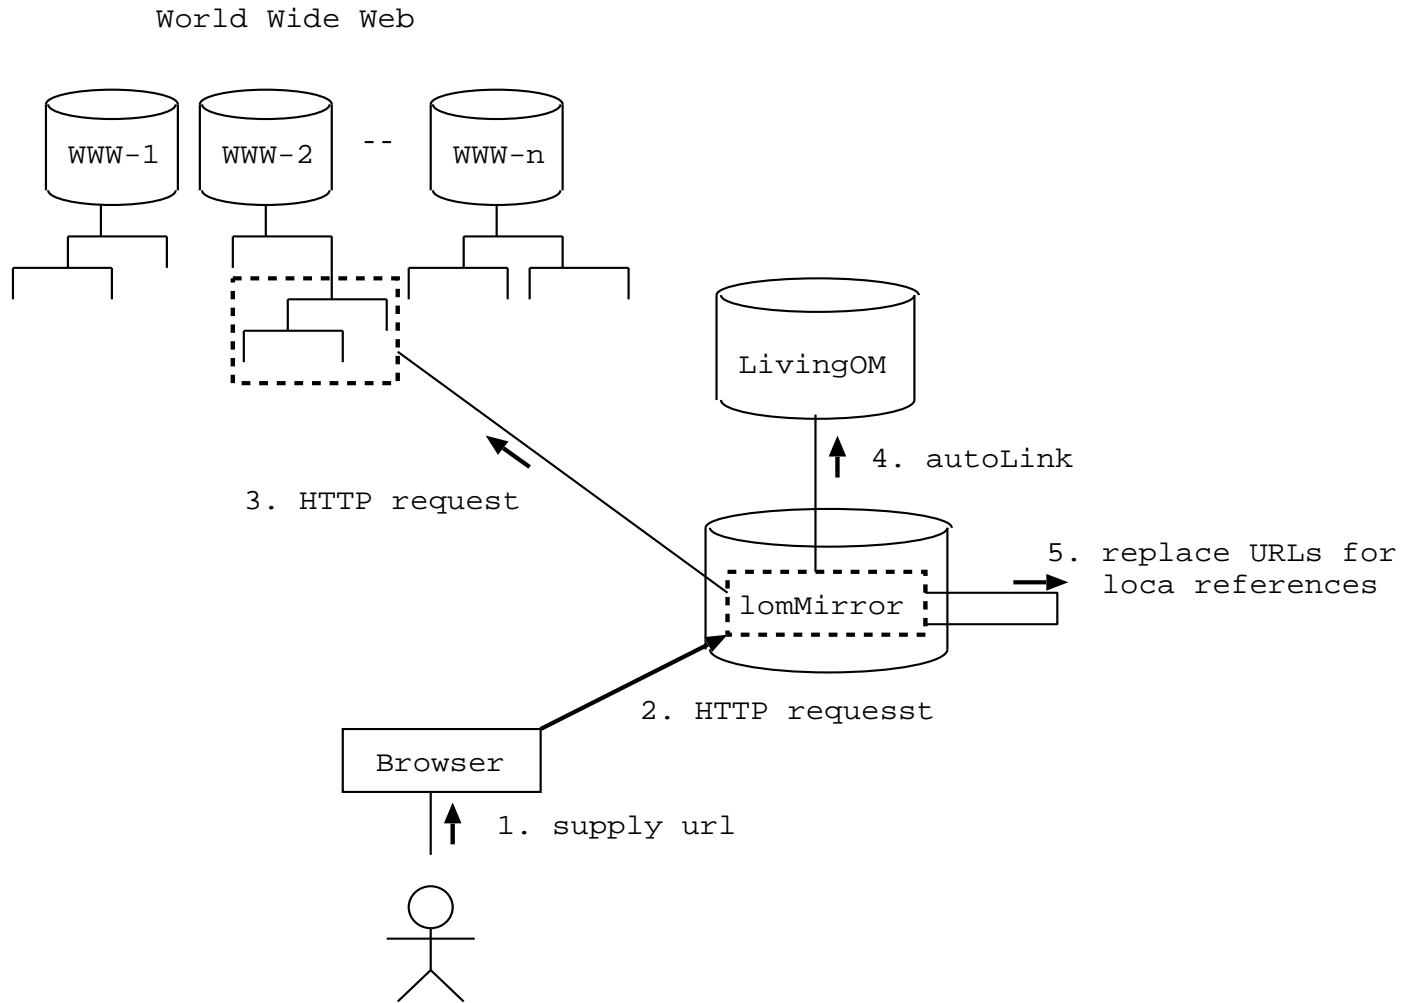 World Wide Web
WWW-1
WWW-2
--
WWW-n
LivingOM
4. autoLink
3. HTTP request
5. replace URLs for
loca references
lomMirror
2. HTTP requesst
Browser
1. supply url